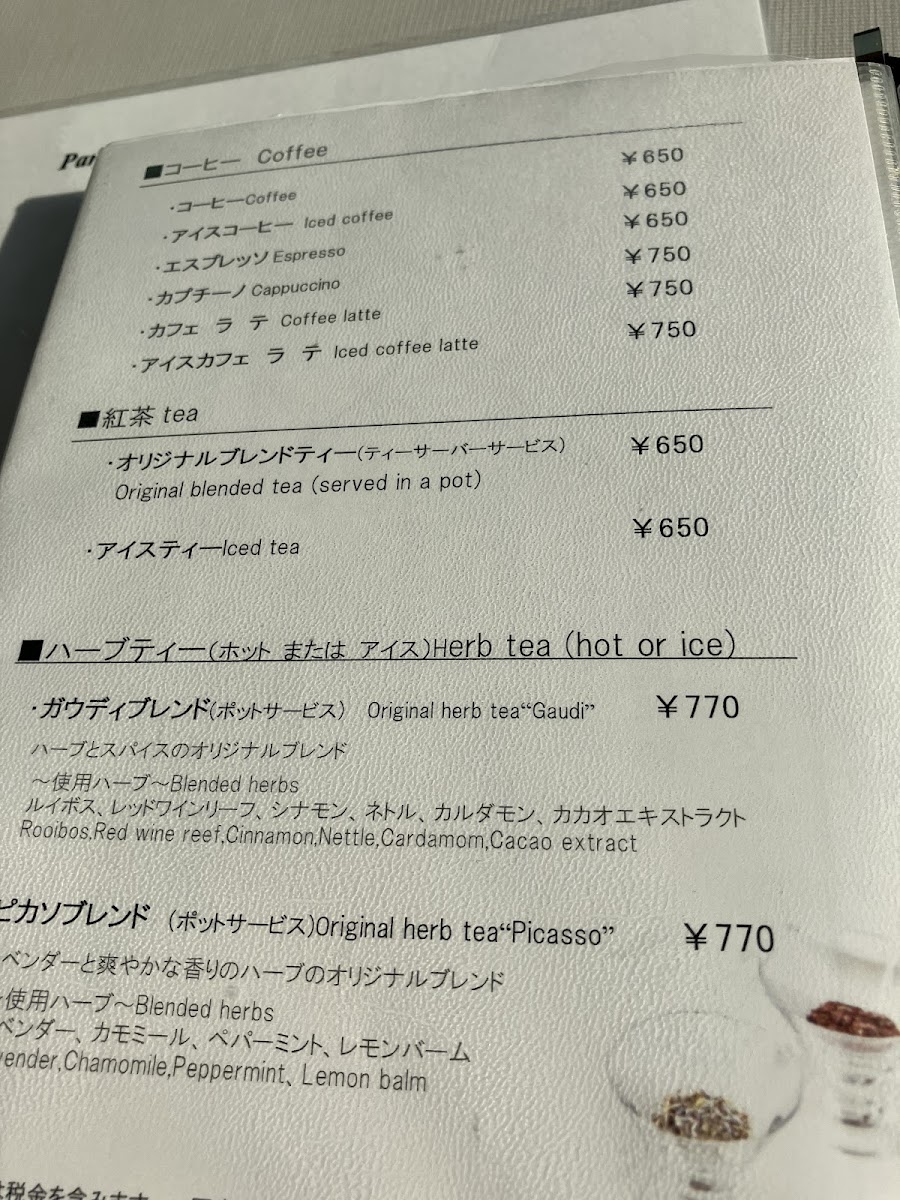 Par
■コーヒー Coffee
・コーヒーCoffee ￥650
・アイスコーヒー Iced coffee ￥650
・エスプレッソ Espresso ￥650
・カプチーノ Cappuccino ￥750
・カフェ ラ テ Coffee latte ￥750
・アイスカフェ ラ テ Iced coffee latte ￥750
■紅茶 tea
・オリジナルブレンドティー(ティーサーバーサービス) ￥650
Original blended tea (served in a pot)
・アイスティーIced tea ￥650
■ハーブティー(ホット または アイス)Herb tea (hot or ice)
・ガウディブレンド(ポットサービス) Original herb tea“Gaudi” ￥770
ハーブとスパイスのオリジナルブレンド
～使用ハーブ～Blended herbs
ルイボス、レッドワインリーフ、シナモン、ネトル、カルダモン、カカオエキストラクト
Rooibos,Red wine reef,Cinnamon,Nettle,Cardamom,Cacao extract
ピカソブレンド (ポットサービス)Original herb tea“Picasso” ￥770
ベンダーと爽やかな香りのハーブのオリジナルブレンド
～使用ハーブ～Blended herbs
ベンダー、カモミール、ペパーミント、レモンバーム
vender,Chamomile,Peppermint、Lemon balm
は税金を含みます